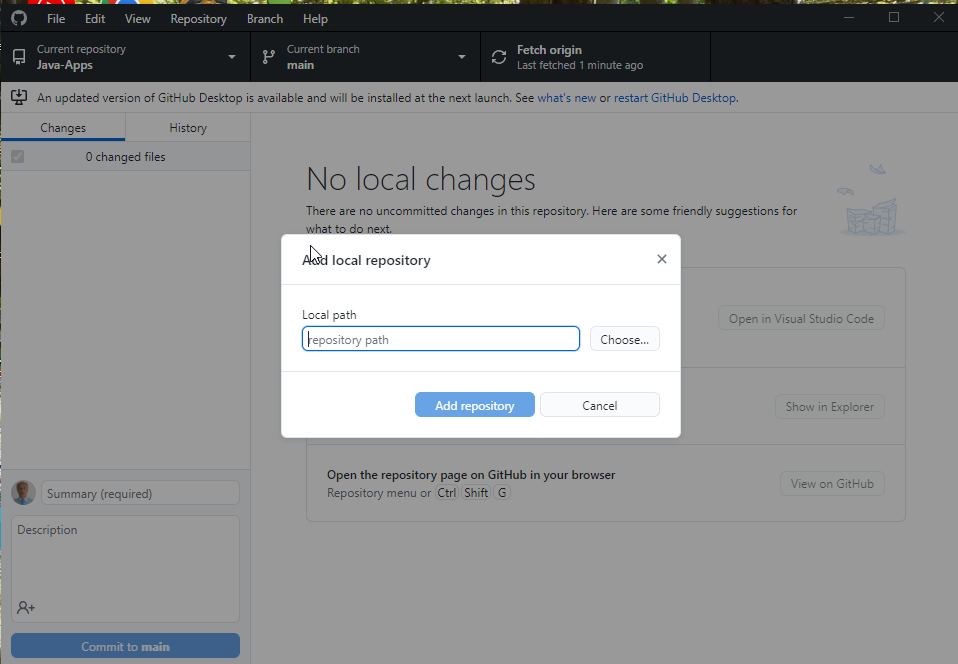 File Edit View Repository Branch Help
Current repository
Java-Apps
Current branch
main
Fetch origin
Last fetched 1 minute ago
An updated version of GitHub Desktop is available and will be installed at the next launch. See what's new or restart GitHub Desktop.
Changes
History
0 changed files
No local changes
There are no uncommitted changes in this repository. Here are some friendly suggestions for
what to do next.
Add local repository
Local path
repository path
Choose...
Add repository
Cancel
Open in Visual Studio Code
Show in Explorer
Open the repository page on GitHub in your browser
Repository menu or Ctrl Shift G
View on GitHub
Summary (required)
Description
Commit to main